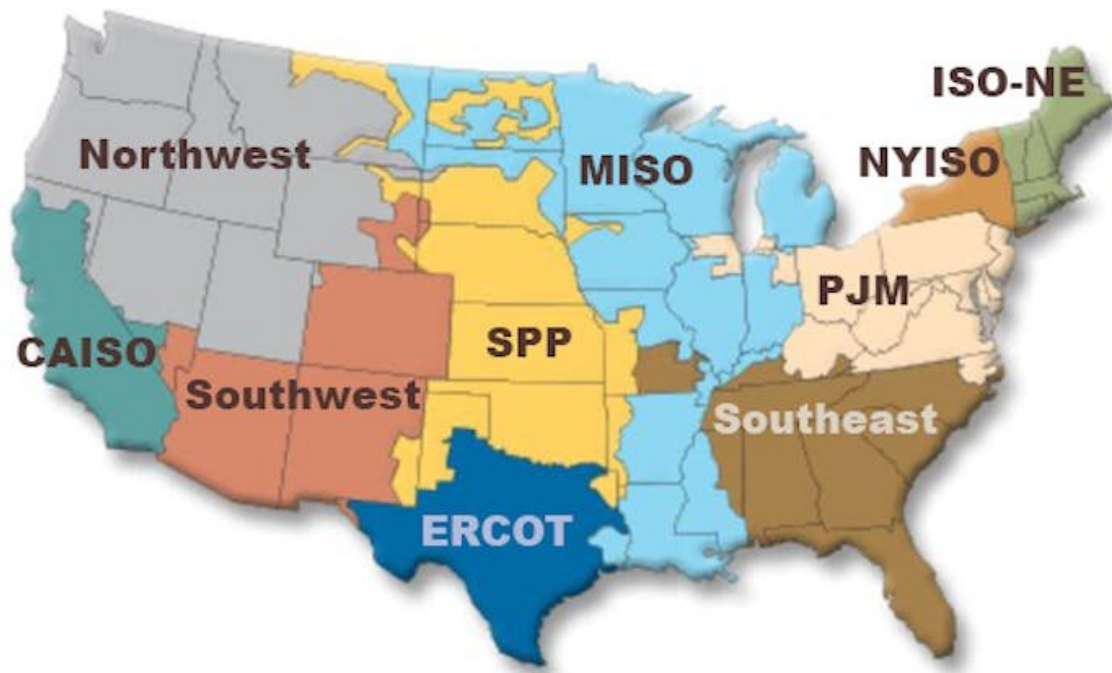 ISO-NE
Northwest
MISO
NYISO
PJM
CAISO
SPP
Southwest
Southeast
ERCOT